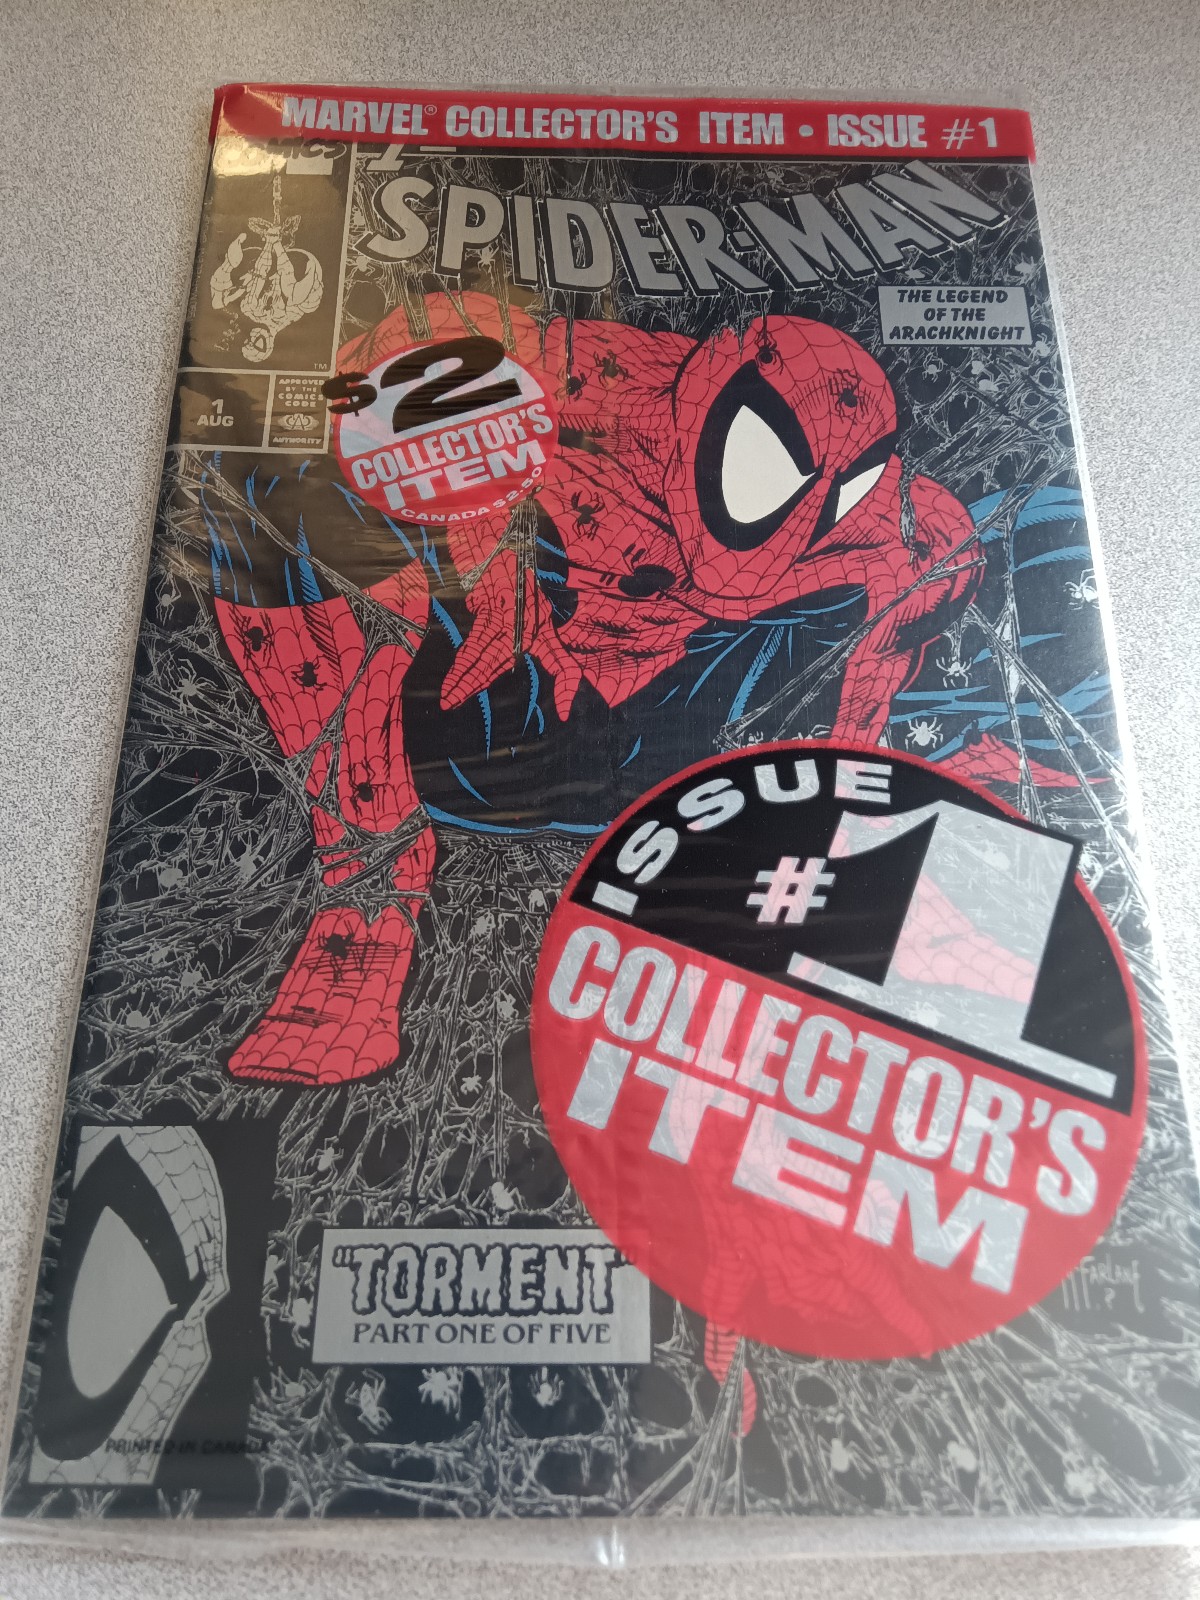 MARVEL® COLLECTOR'S ITEM • ISSUE #1
COMICS
SPIDER-MAN
THE LEGEND
OF THE
ARACHKNIGHT
TM
1
AUG
APPROVED
BY THE
COMICS
CODE
AUTHORITY
$2
COLLECTOR'S
ITEM
CANADA $2.50
ISSUE
#1
COLLECTOR'S
ITEM
"TORMENT"
PART ONE OF FIVE
PRINTED IN CANADA